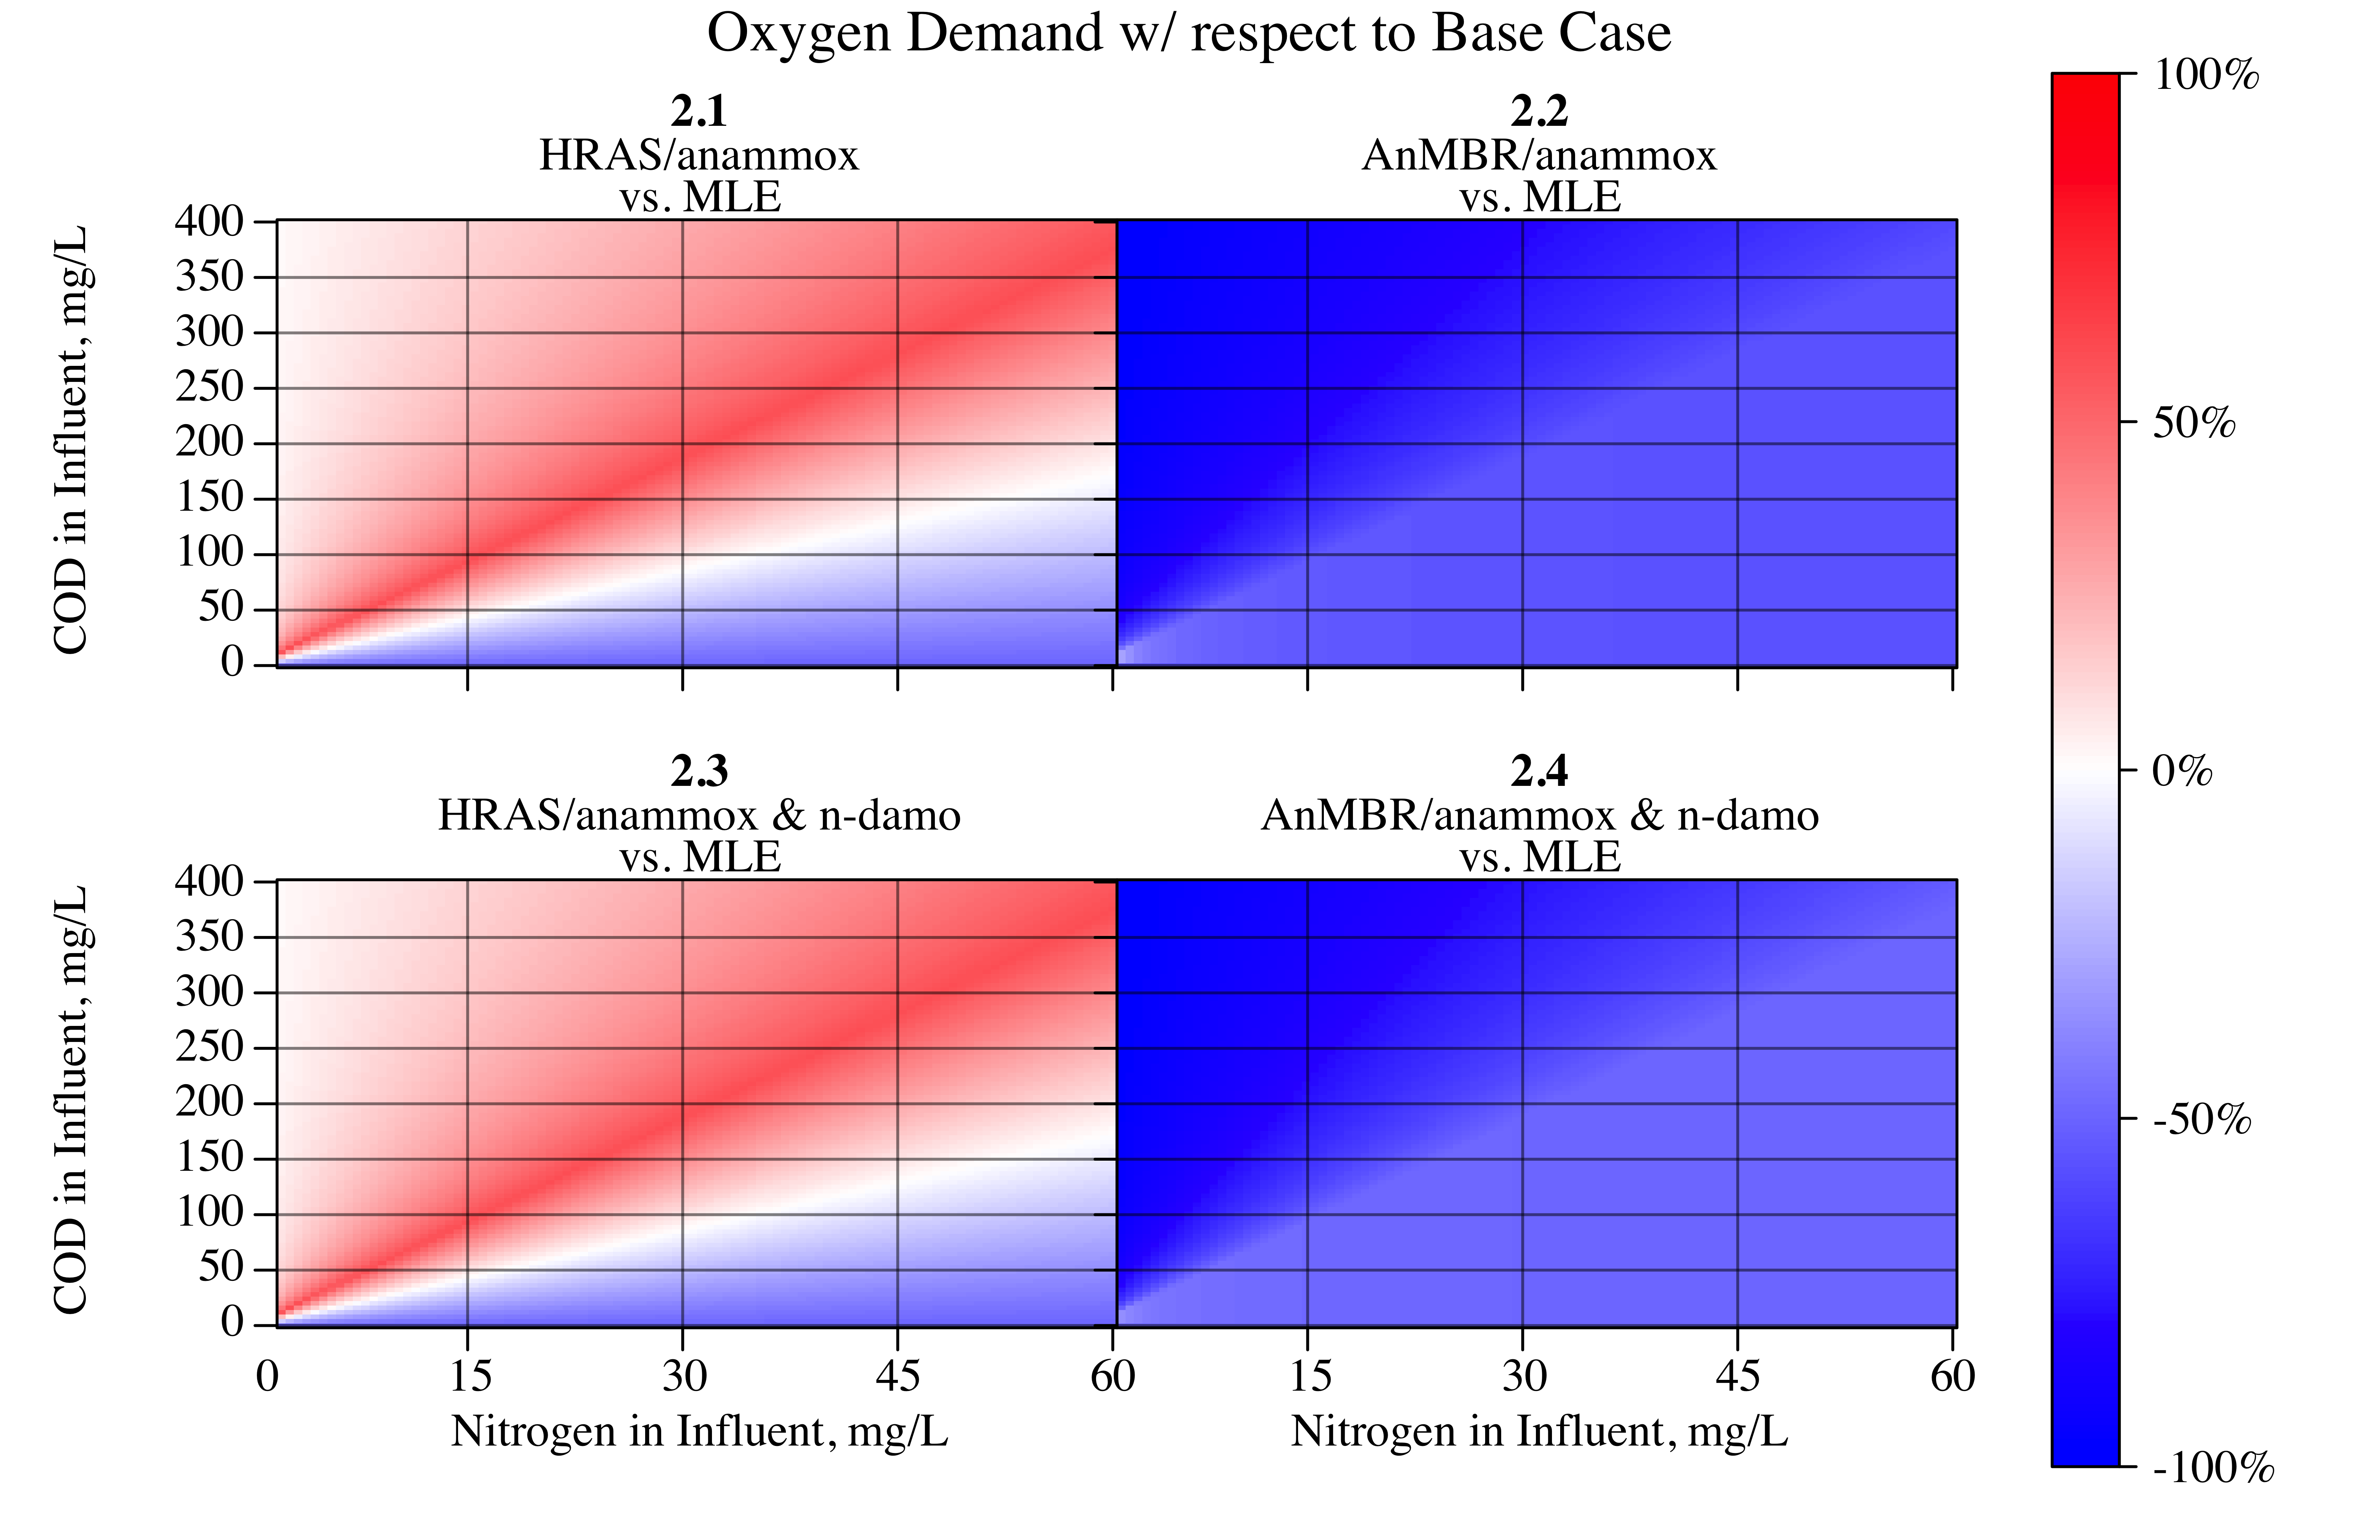 Oxygen Demand w/ respect to Base Case
2.1
HRAS/anammox
vs. MLE
2.2
AnMBR/anammox
vs. MLE
COD in Influent, mg/L
400
350
300
250
200
150
100
50
0
2.3
HRAS/anammox & n-damo
vs. MLE
2.4
AnMBR/anammox & n-damo
vs. MLE
COD in Influent, mg/L
400
350
300
250
200
150
100
50
0
0 15 30 45 60 15 30 45 60
Nitrogen in Influent, mg/L
Nitrogen in Influent, mg/L
100%
50%
0%
-50%
-100%